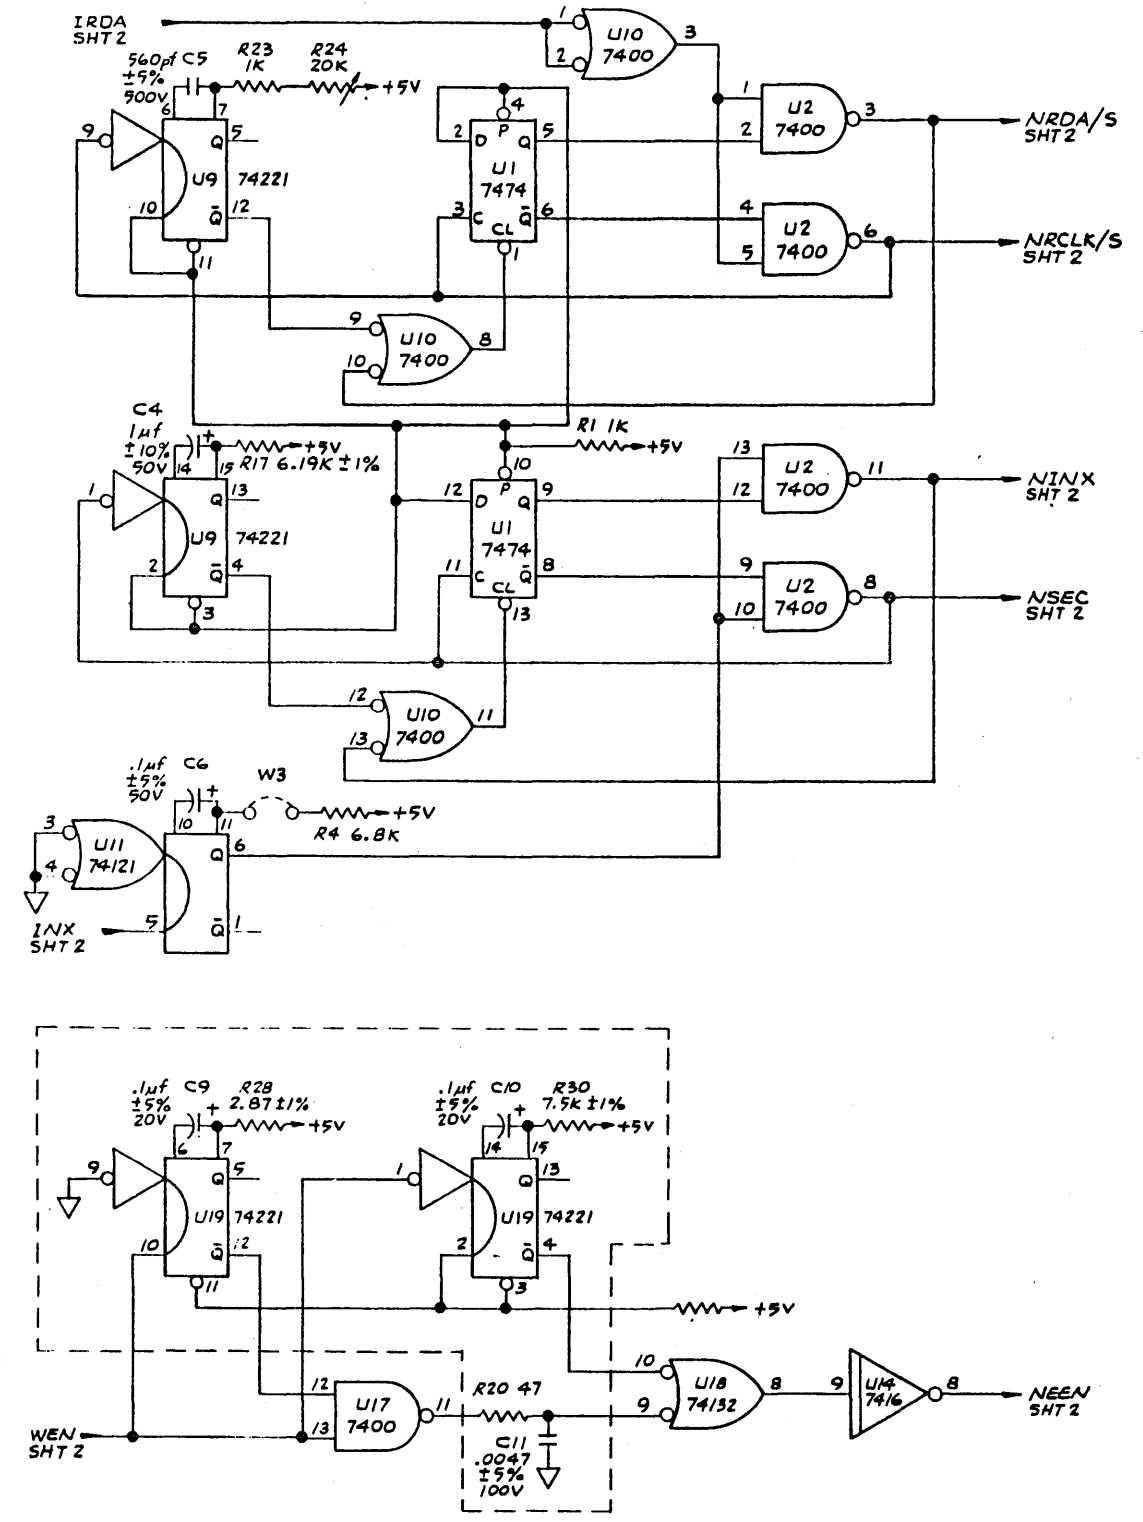 IRDA
SHT 2
1
2
U10
7400
3
560pf C5
±5%
500V
R23
1K
R24
20K
+5V
6
7
9
Q
5
U9
74221
10
Q̄
12
11
2
D
P
4
Q
5
U1
7474
3
C
Q̄
6
CL
1
1
2
U2
7400
3
NRDA/S
SHT 2
4
5
U2
7400
6
NRCLK/S
SHT 2
9
10
U10
7400
8
C4
1µf
±10%
50V
+
R17 6.19K ±1%
+5V
14
15
1
Q
13
U9
74221
2
Q̄
4
3
R1 1K
+5V
10
12
D
P
Q
9
U1
7474
11
C
Q̄
8
CL
13
13
12
U2
7400
11
NINX
SHT 2
9
10
U2
7400
8
NSEC
SHT 2
12
13
U10
7400
11
.1µf
±5%
50V
C6
+
W3
R4 6.8K
+5V
10
11
3
4
U11
74121
Q
6
INX
SHT 2
5
Q̄
1
.1µf
±5%
20V
C9
+
R28
2.87 ±1%
+5V
6
7
9
Q
5
U19
74221
10
Q̄
12
11
.1µf
±5%
20V
C10
+
R30
7.5K ±1%
+5V
14
15
1
Q
13
U19
74221
2
Q̄
4
3
+5V
WEN
SHT 2
12
13
U17
7400
11
R20 47
C11
.0047
±5%
100V
10
9
U18
74132
8
9
U14
7416
8
NEEN
SHT 2